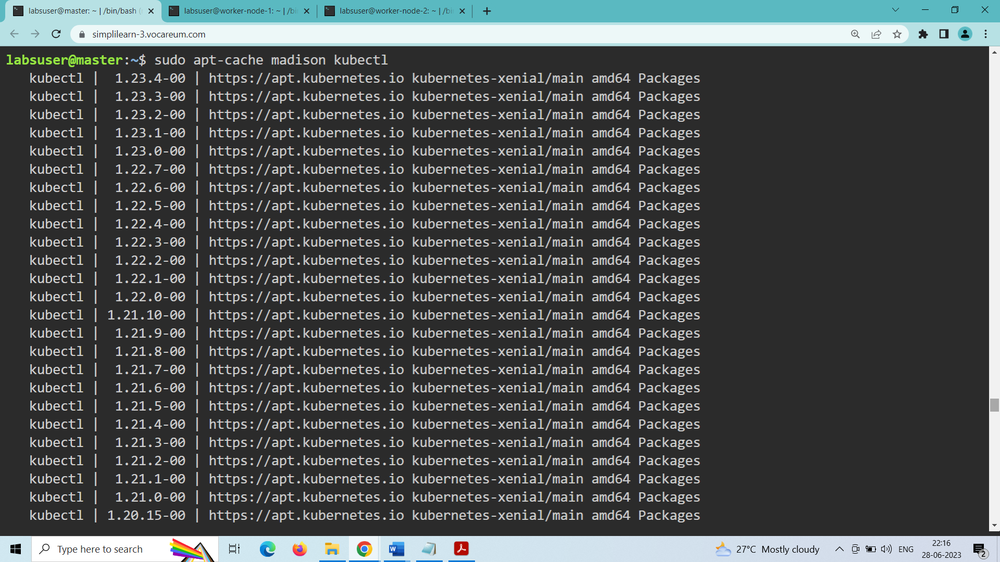 labsuser@master: ~ | /bin/bash
labsuser@worker-node-1: ~ | /bi
labsuser@worker-node-2: ~ | /bi
simplilearn-3.vocareum.com
labsuser@master:~$ sudo apt-cache madison kubectl
kubectl | 1.23.4-00 | https://apt.kubernetes.io kubernetes-xenial/main amd64 Packages
kubectl | 1.23.3-00 | https://apt.kubernetes.io kubernetes-xenial/main amd64 Packages
kubectl | 1.23.2-00 | https://apt.kubernetes.io kubernetes-xenial/main amd64 Packages
kubectl | 1.23.1-00 | https://apt.kubernetes.io kubernetes-xenial/main amd64 Packages
kubectl | 1.23.0-00 | https://apt.kubernetes.io kubernetes-xenial/main amd64 Packages
kubectl | 1.22.7-00 | https://apt.kubernetes.io kubernetes-xenial/main amd64 Packages
kubectl | 1.22.6-00 | https://apt.kubernetes.io kubernetes-xenial/main amd64 Packages
kubectl | 1.22.5-00 | https://apt.kubernetes.io kubernetes-xenial/main amd64 Packages
kubectl | 1.22.4-00 | https://apt.kubernetes.io kubernetes-xenial/main amd64 Packages
kubectl | 1.22.3-00 | https://apt.kubernetes.io kubernetes-xenial/main amd64 Packages
kubectl | 1.22.2-00 | https://apt.kubernetes.io kubernetes-xenial/main amd64 Packages
kubectl | 1.22.1-00 | https://apt.kubernetes.io kubernetes-xenial/main amd64 Packages
kubectl | 1.22.0-00 | https://apt.kubernetes.io kubernetes-xenial/main amd64 Packages
kubectl | 1.21.10-00 | https://apt.kubernetes.io kubernetes-xenial/main amd64 Packages
kubectl | 1.21.9-00 | https://apt.kubernetes.io kubernetes-xenial/main amd64 Packages
kubectl | 1.21.8-00 | https://apt.kubernetes.io kubernetes-xenial/main amd64 Packages
kubectl | 1.21.7-00 | https://apt.kubernetes.io kubernetes-xenial/main amd64 Packages
kubectl | 1.21.6-00 | https://apt.kubernetes.io kubernetes-xenial/main amd64 Packages
kubectl | 1.21.5-00 | https://apt.kubernetes.io kubernetes-xenial/main amd64 Packages
kubectl | 1.21.4-00 | https://apt.kubernetes.io kubernetes-xenial/main amd64 Packages
kubectl | 1.21.3-00 | https://apt.kubernetes.io kubernetes-xenial/main amd64 Packages
kubectl | 1.21.2-00 | https://apt.kubernetes.io kubernetes-xenial/main amd64 Packages
kubectl | 1.21.1-00 | https://apt.kubernetes.io kubernetes-xenial/main amd64 Packages
kubectl | 1.21.0-00 | https://apt.kubernetes.io kubernetes-xenial/main amd64 Packages
kubectl | 1.20.15-00 | https://apt.kubernetes.io kubernetes-xenial/main amd64 Packages
Type here to search
27°C Mostly cloudy
ENG
22:16
28-06-2023
2